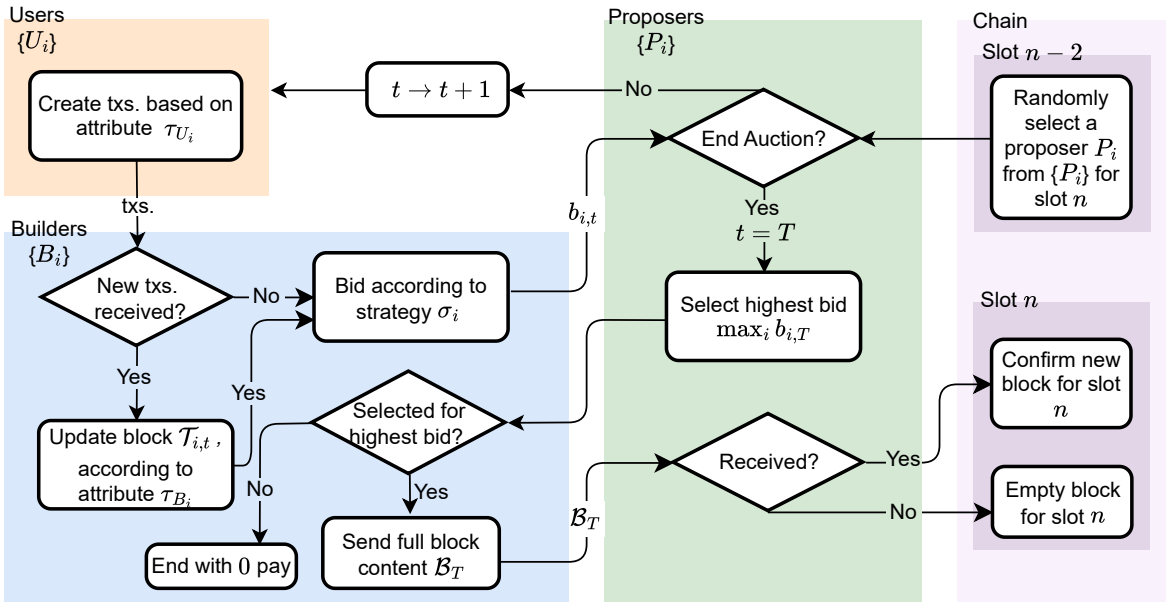 Users
{U_i}
Create txs. based on
attribute τ_{U_i}
txs.
t → t + 1
No
Proposers
{P_i}
End Auction?
Yes
t = T
Select highest bid
max_i b_{i,T}
Received?
Yes
No
Chain
Slot n − 2
Randomly
select a
proposer P_i
from {P_i} for
slot n
Slot n
Confirm new
block for slot
n
Empty block
for slot n
Builders
{B_i}
New txs.
received?
No
Yes
Bid according to
strategy σ_i
b_{i,t}
Update block 𝒯_{i,t} ,
according to
attribute τ_{B_i}
Yes
Selected for
highest bid?
No
Yes
End with 0 pay
Send full block
content ℬ_T
ℬ_T